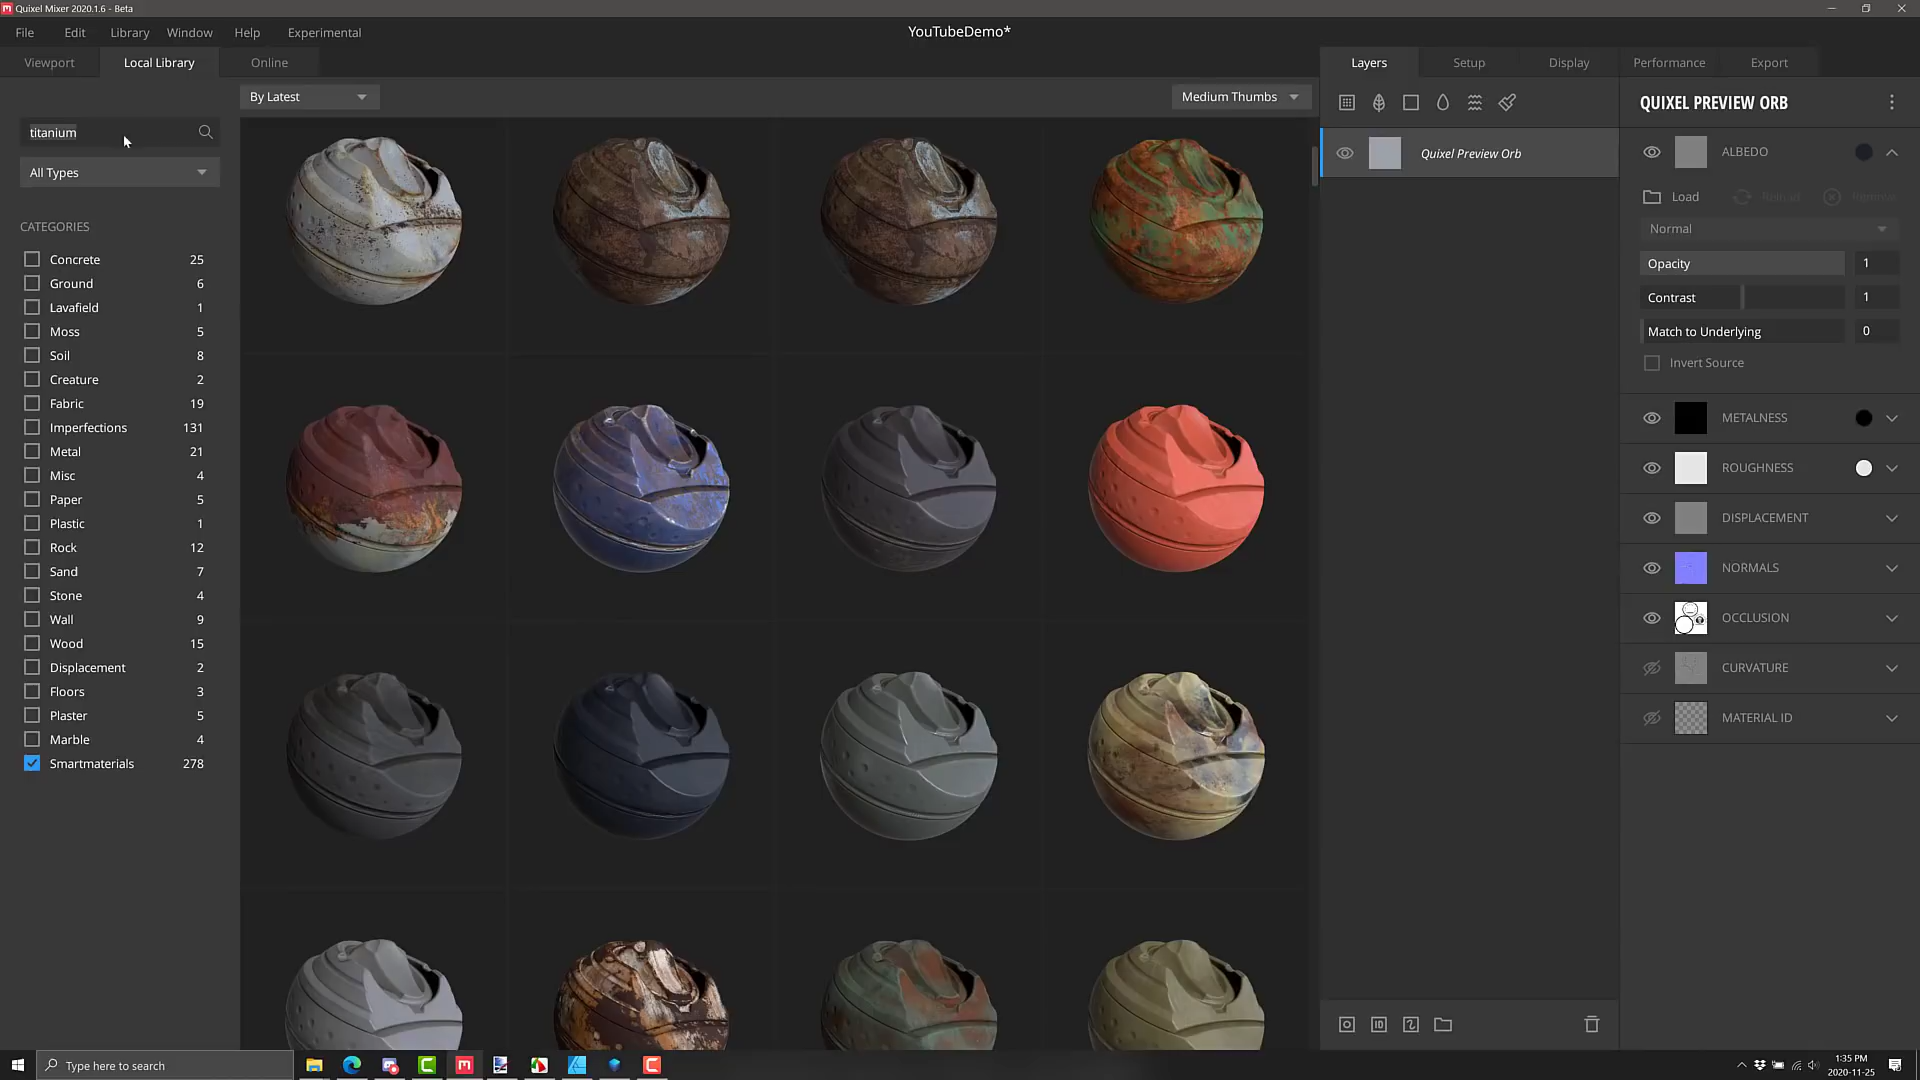 Quixel Mixer 2020.1.6 - Beta
File Edit Library Window Help Experimental
YouTubeDemo*
Viewport Local Library Online
Layers Setup Display Performance Export
By Latest
Medium Thumbs
QUIXEL PREVIEW ORB
titanium
All Types
CATEGORIES
Concrete 25
Ground 6
Lavafield 1
Moss 5
Soil 8
Creature 2
Fabric 19
Imperfections 131
Metal 21
Misc 4
Paper 5
Plastic 1
Rock 12
Sand 7
Stone 4
Wall 9
Wood 15
Displacement 2
Floors 3
Plaster 5
Marble 4
Smartmaterials 278
Quixel Preview Orb
ALBEDO
Load Reload Remove
Normal
Opacity 1
Contrast 1
Match to Underlying 0
Invert Source
METALNESS
ROUGHNESS
DISPLACEMENT
NORMALS
OCCLUSION
CURVATURE
MATERIAL ID
Type here to search
1:35 PM
2020-11-25